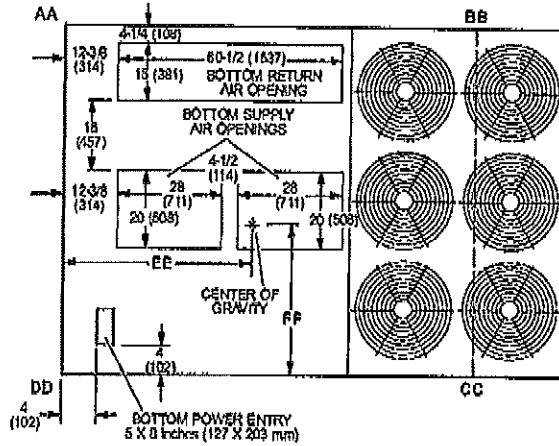 AA
BB
4-1/4 (108)
12-3/8
(314)
60-1/2 (1537)
15 (381)
BOTTOM RETURN
AIR OPENING
18
(457)
BOTTOM SUPPLY
AIR OPENINGS
4-1/2
(114)
12-3/8
(314)
28
(711)
28
(711)
20 (508)
20 (508)
EE
CENTER OF
GRAVITY
FF
4
(102)
DD
CC
4
(102)
BOTTOM POWER ENTRY
5 X 8 inches (127 X 203 mm)